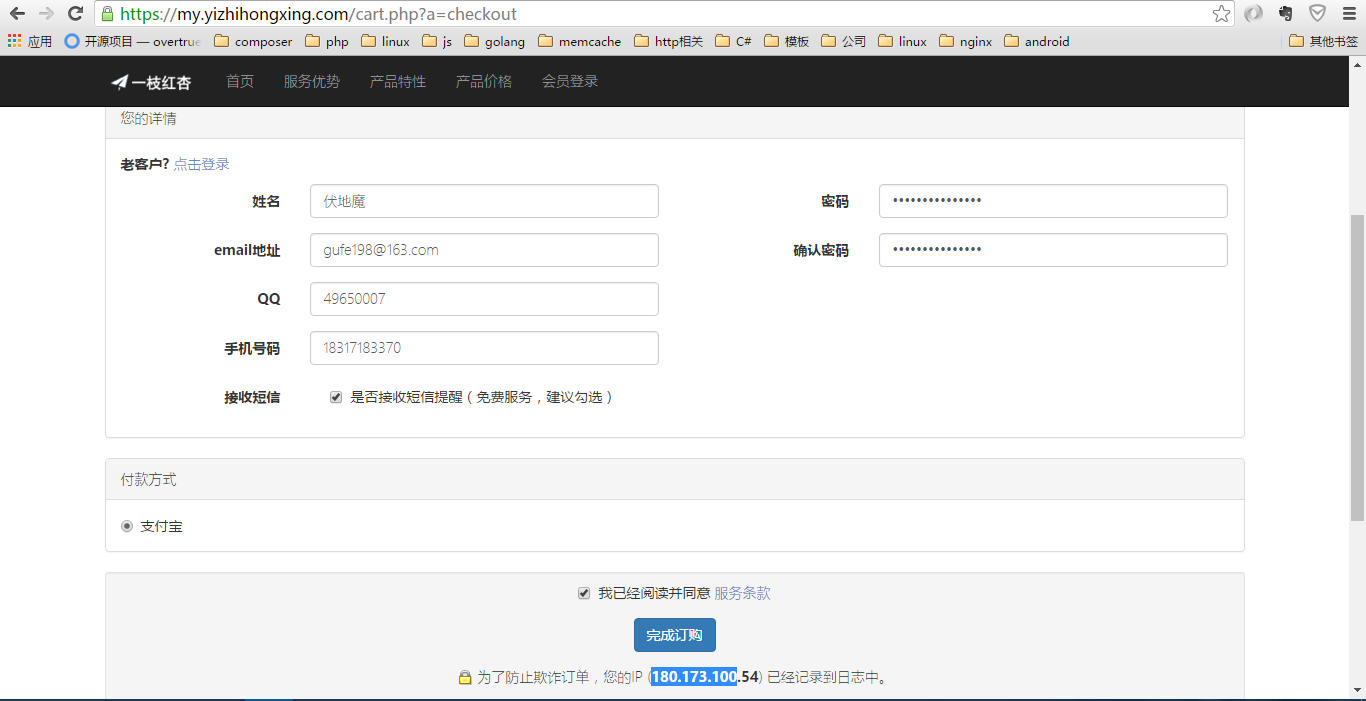 https://my.yizhihongxing.com/cart.php?a=checkout
应用 开源项目 — overtrue composer php linux js golang memcache http相关 C# 模板 公司 linux nginx android 其他书签
一枝红杏 首页 服务优势 产品特性 产品价格 会员登录
您的详情
老客户? 点击登录
姓名 伏地魔 密码 •••••••••••••••
email地址 gufe198@163.com 确认密码 •••••••••••••••
QQ 49650007
手机号码 18317183370
接收短信 是否接收短信提醒（免费服务，建议勾选）
付款方式
支付宝
我已经阅读并同意 服务条款
完成订购
为了防止欺诈订单，您的IP (180.173.100.54) 已经记录到日志中。